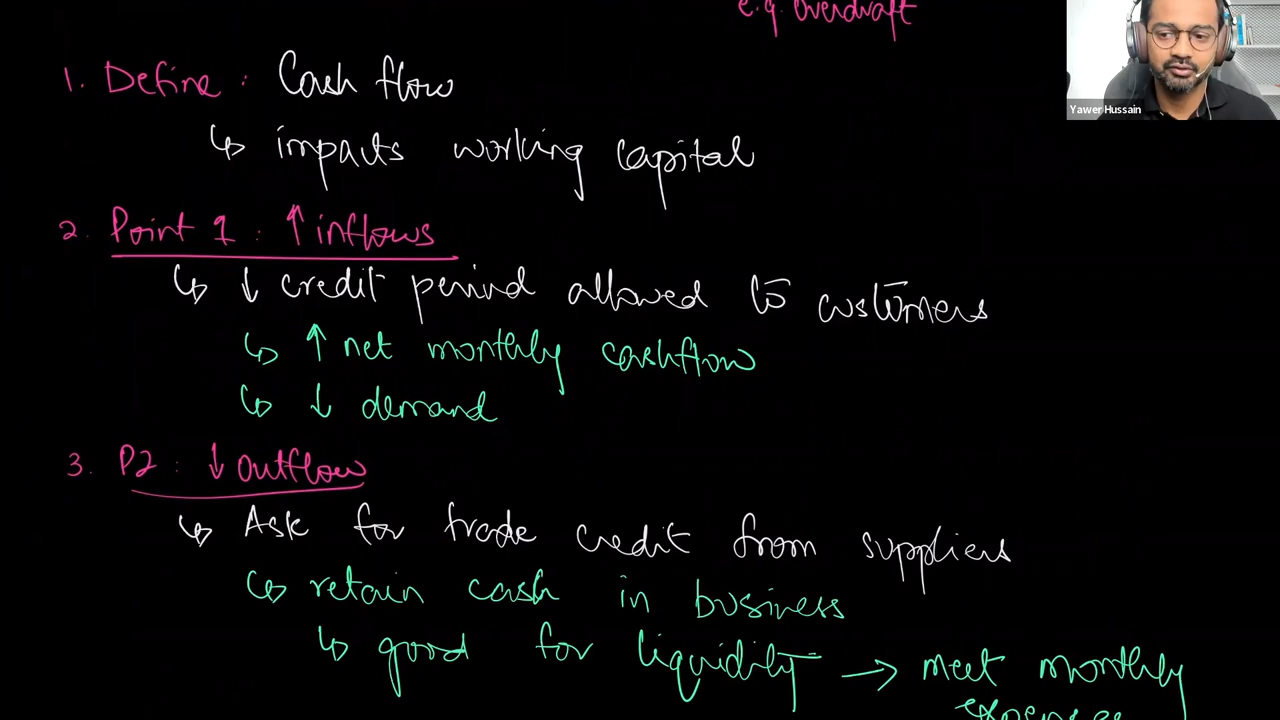 e.g. Overdraft
Yawer Hussain
1. Define : Cash flow
↳ impacts working capital
2. Point 1 : ↑ inflows
↳ ↓ credit period allowed to customers
↳ ↑ net monthly cashflow
↳ ↓ demand
3. P2 : ↓ Outflow
↳ Ask for trade credit from suppliers
↳ retain cash in business
↳ good for liquidity → meet monthly
expenses